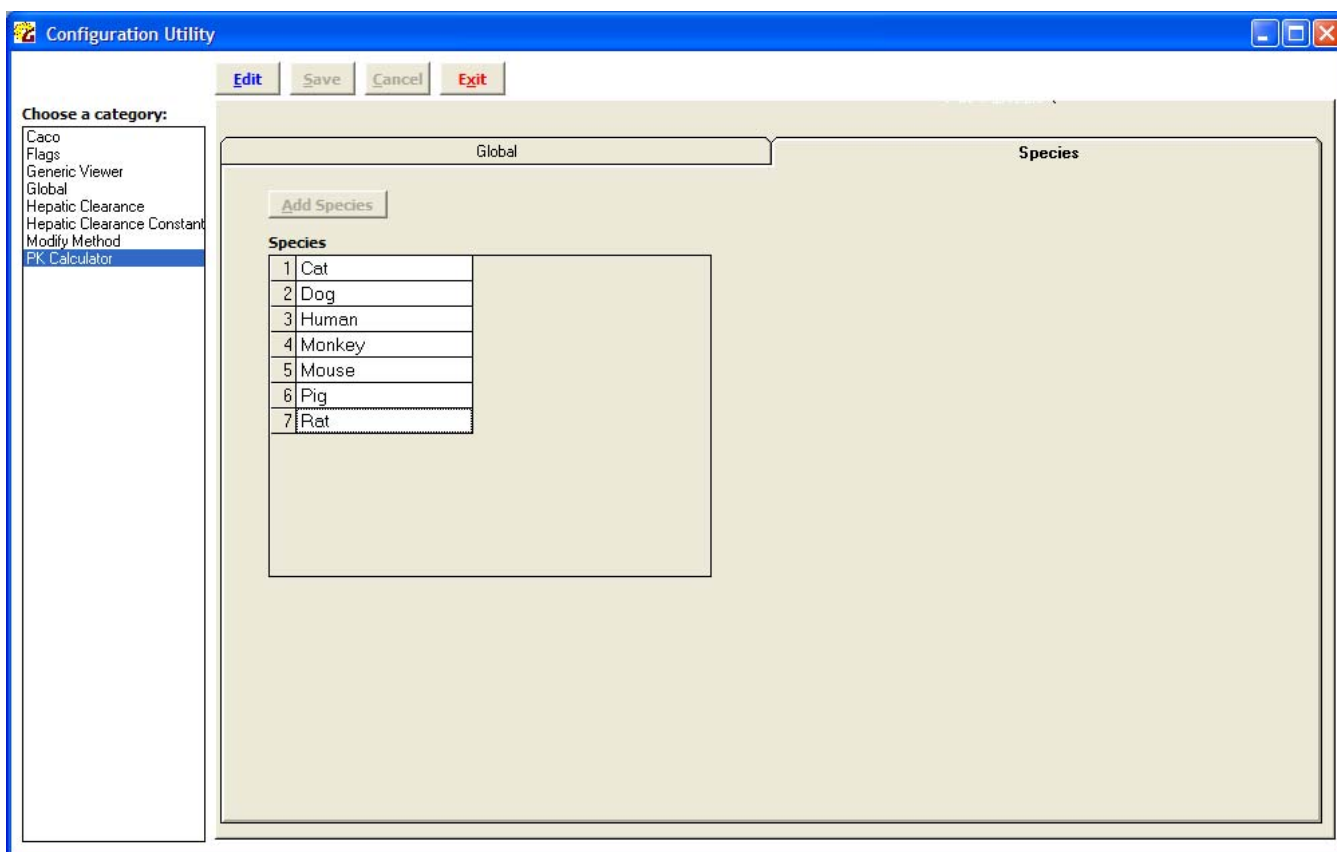 Configuration Utility
Edit Save Cancel Exit
Choose a category:
Caco
Flags
Generic Viewer
Global
Hepatic Clearance
Hepatic Clearance Constant
Modify Method
PK Calculator
Global Species
Add Species
Species
1 Cat
2 Dog
3 Human
4 Monkey
5 Mouse
6 Pig
7 Rat